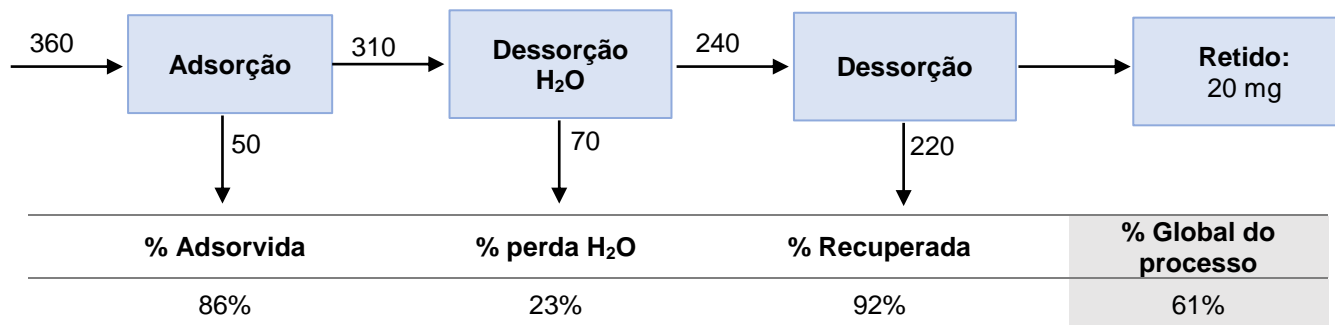 360
Adsorção
310
Dessorção
H₂O
240
Dessorção
Retido:
20 mg
50
70
220
% Adsorvida
% perda H₂O
% Recuperada
% Global do
processo
86%
23%
92%
61%